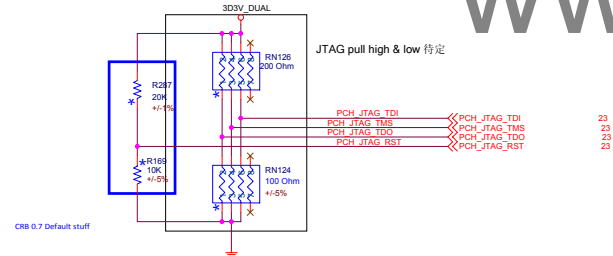 WW
3D3V_DUAL
JTAG pull high & low 待定
RN126
200 Ohm
R287
20K
+/-1%
PCH_JTAG_TDI
PCH_JTAG_TMS
PCH_JTAG_TDO
PCH_JTAG_RST
PCH_JTAG_TDI 23
PCH_JTAG_TMS 23
PCH_JTAG_TDO 23
PCH_JTAG_RST 23
R169
10K
+/-5%
RN124
100 Ohm
+/-5%
CRB 0.7 Default stuff